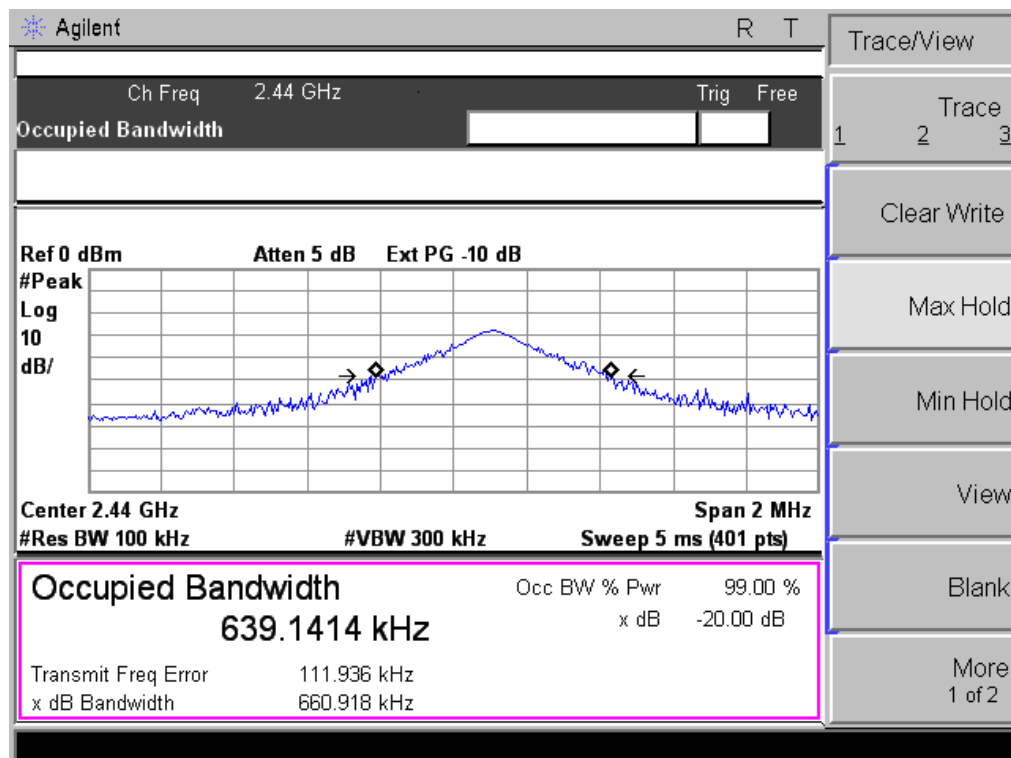 Agilent R T
Trace/View
Ch Freq 2.44 GHz Trig Free
Occupied Bandwidth
Trace
1 2 3
Clear Write
Ref 0 dBm Atten 5 dB Ext PG -10 dB
#Peak
Log
10
dB/
Max Hold
Min Hold
View
Center 2.44 GHz Span 2 MHz
#Res BW 100 kHz #VBW 300 kHz Sweep 5 ms (401 pts)
Occupied Bandwidth
639.1414 kHz
Occ BW % Pwr 99.00 %
x dB -20.00 dB
Transmit Freq Error 111.936 kHz
x dB Bandwidth 660.918 kHz
Blank
More
1 of 2